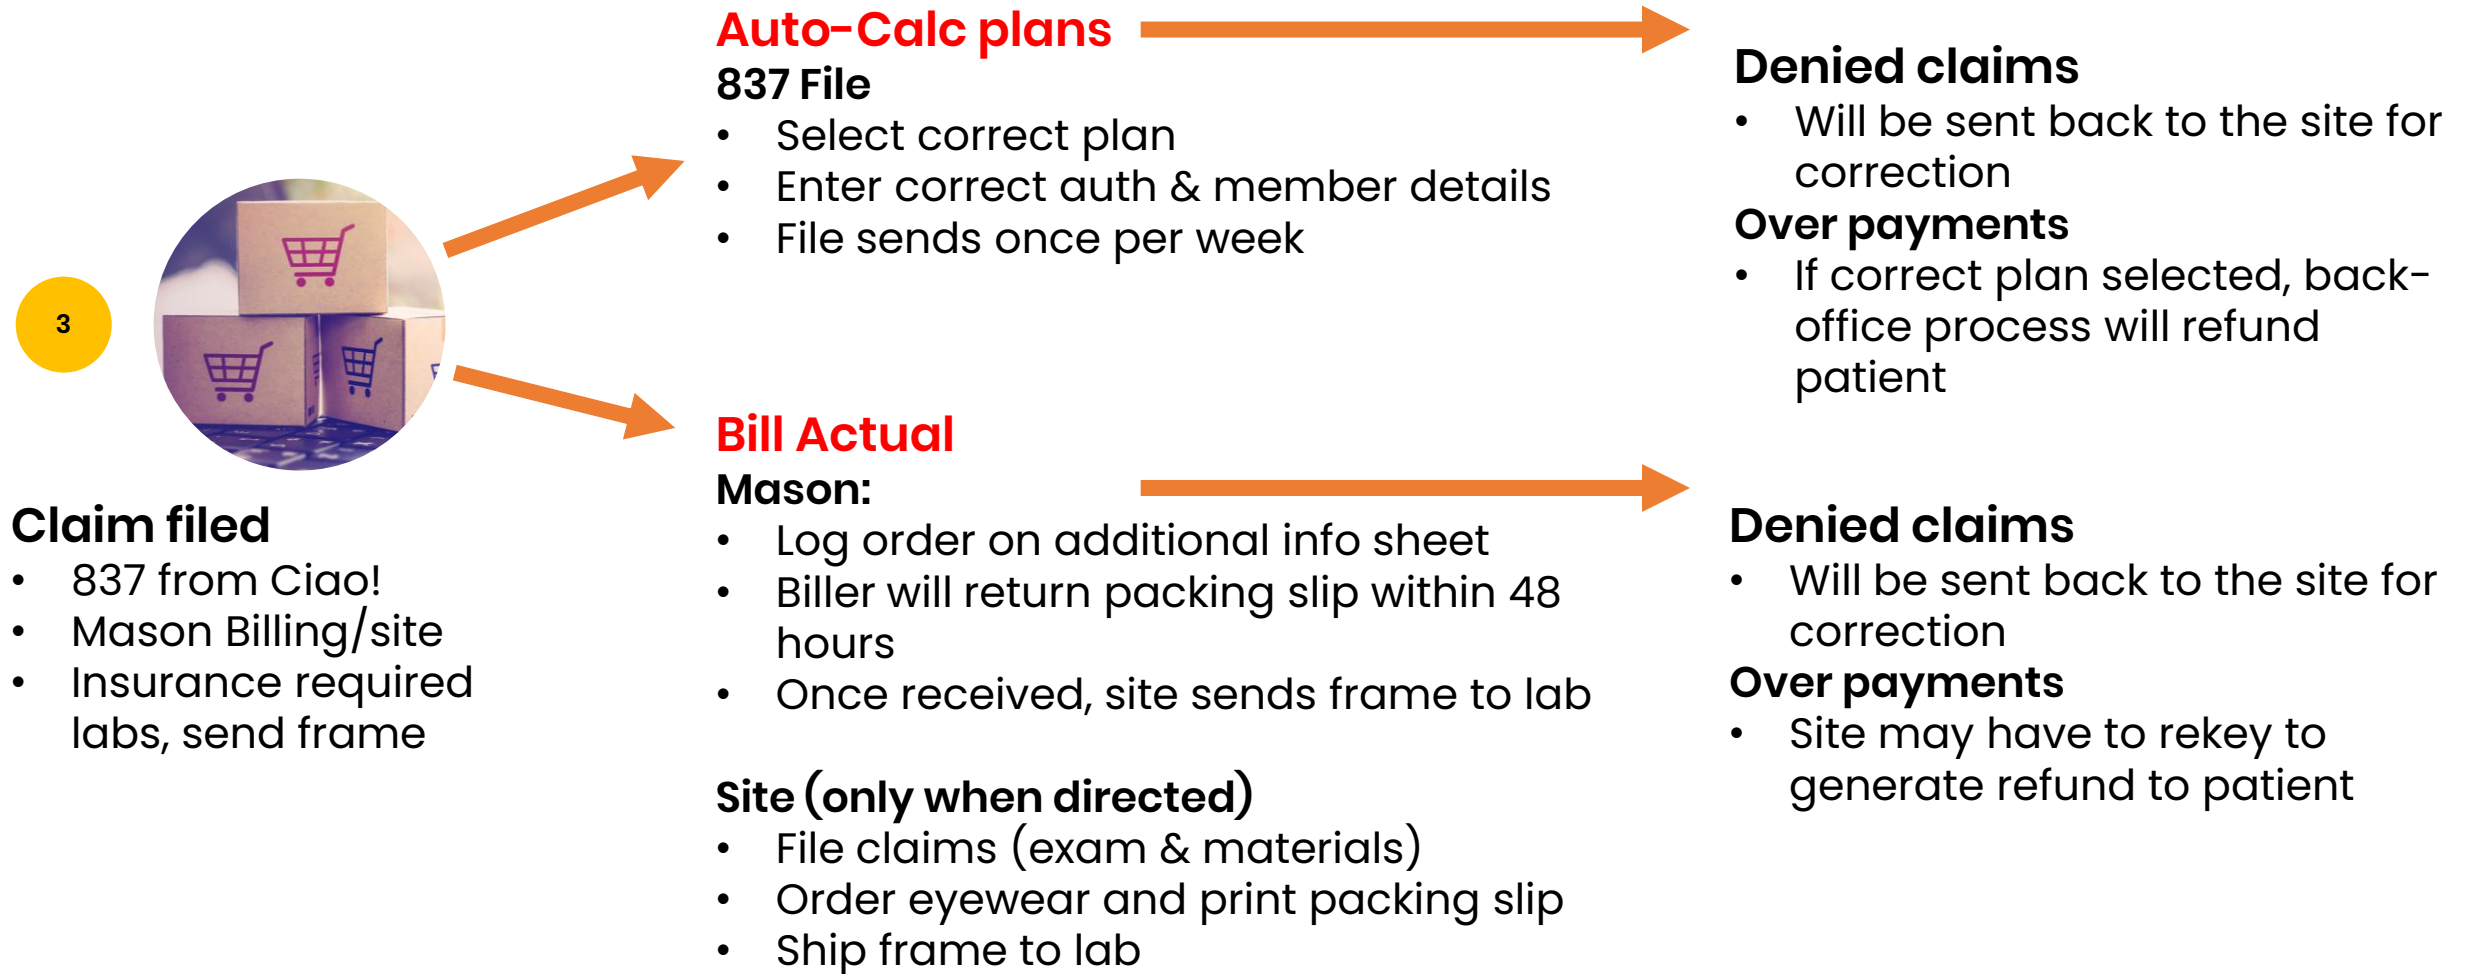 3
Claim filed
• 837 from Ciao!
• Mason Billing/site
• Insurance required
labs, send frame
Auto-Calc plans
837 File
• Select correct plan
• Enter correct auth & member details
• File sends once per week
Bill Actual
Mason:
• Log order on additional info sheet
• Biller will return packing slip within 48
hours
• Once received, site sends frame to lab
Site (only when directed)
• File claims (exam & materials)
• Order eyewear and print packing slip
• Ship frame to lab
Denied claims
• Will be sent back to the site for
correction
Over payments
• If correct plan selected, back-
office process will refund
patient
Denied claims
• Will be sent back to the site for
correction
Over payments
• Site may have to rekey to
generate refund to patient